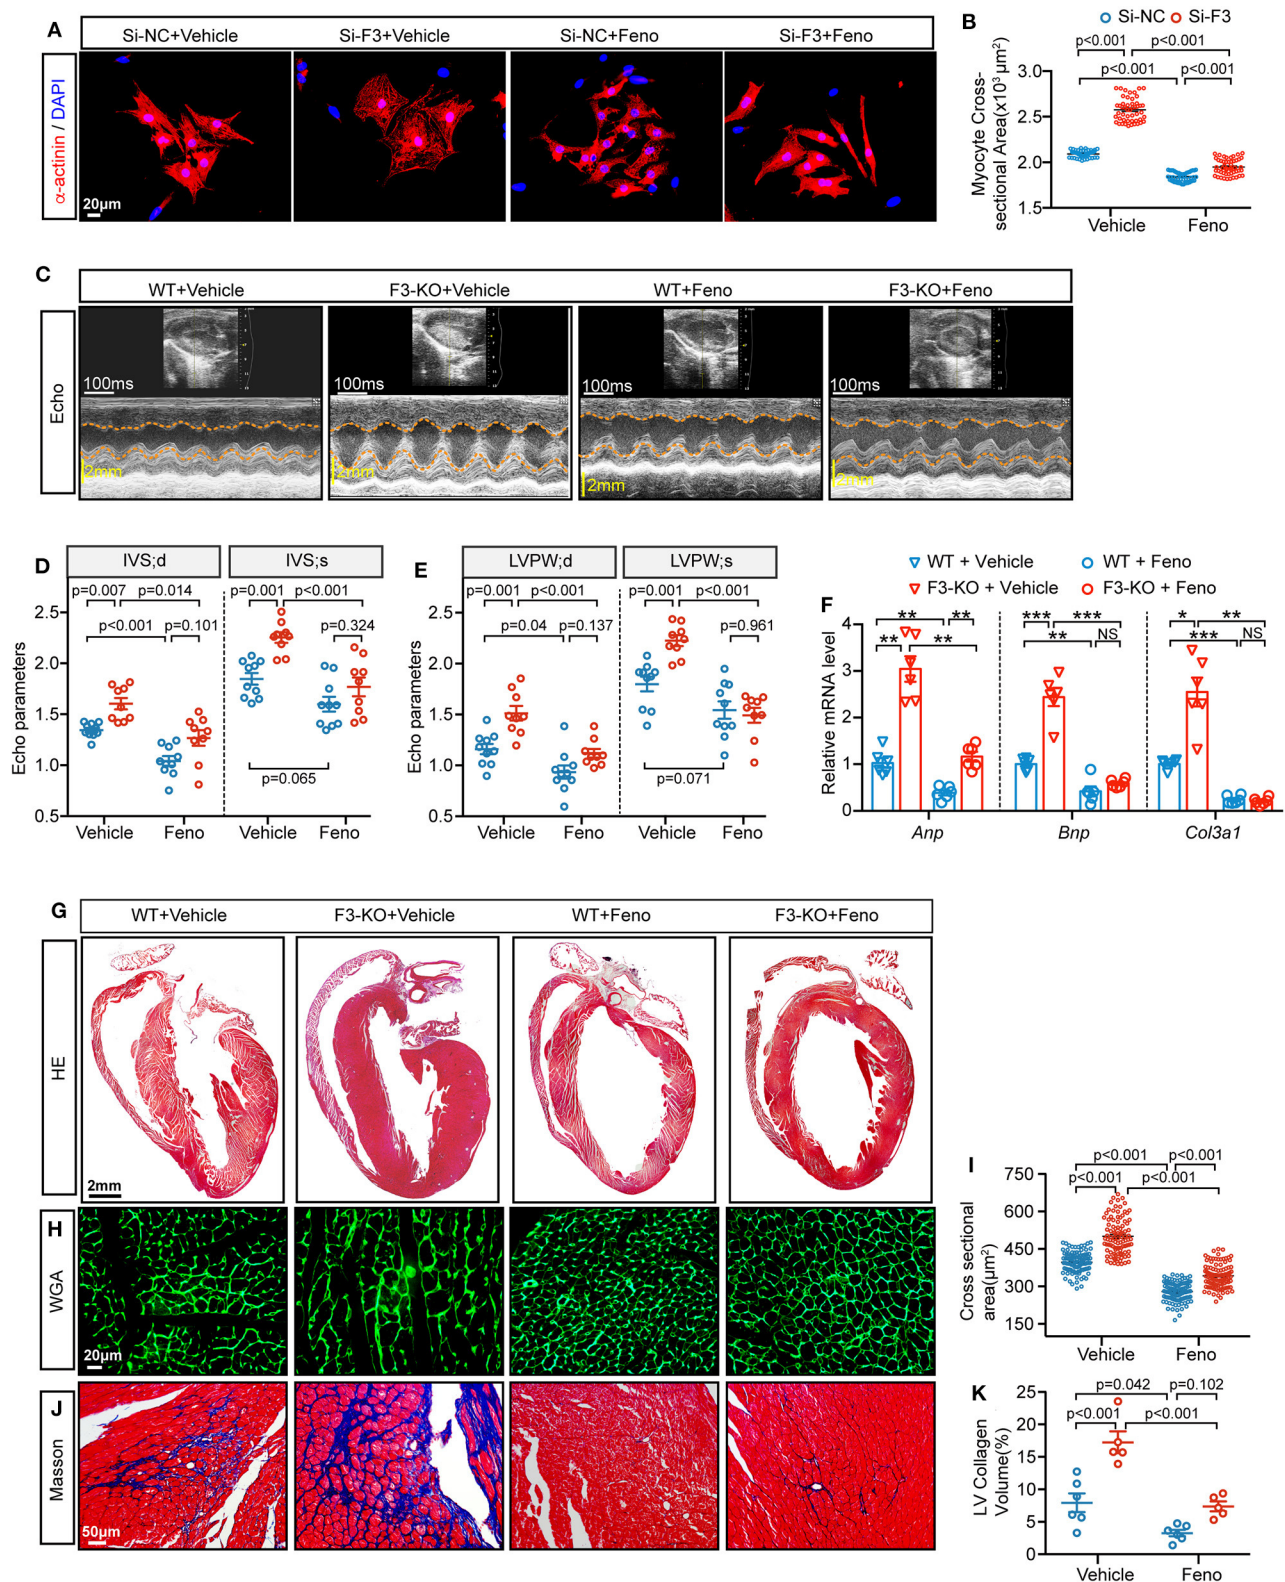 A
Si-NC+Vehicle
Si-F3+Vehicle
Si-NC+Feno
Si-F3+Feno
α-actinin / DAPI
20μm
B
Si-NC
Si-F3
p<0.001
p<0.001
p<0.001
p<0.001
Myocyte Cross-
sectional Area(x10³ μm²)
3.0
2.5
2.0
1.5
Vehicle
Feno
C
WT+Vehicle
F3-KO+Vehicle
WT+Feno
F3-KO+Feno
Echo
100ms
100ms
100ms
100ms
2mm
2mm
2mm
2mm
D
IVS;d
IVS;s
p=0.007
p=0.014
p=0.001
p<0.001
p<0.001
p=0.101
p=0.324
p=0.065
Echo parameters
2.5
2.0
1.5
1.0
0.5
Vehicle
Feno
Vehicle
Feno
E
LVPW;d
LVPW;s
p=0.001
p<0.001
p=0.001
p<0.001
p=0.04
p=0.137
p=0.961
p=0.071
Echo parameters
2.5
2.0
1.5
1.0
0.5
Vehicle
Feno
Vehicle
Feno
F
WT + Vehicle
WT + Feno
F3-KO + Vehicle
F3-KO + Feno
** ** *** *** * **
** ** ** NS *** NS
Relative mRNA level
4
3
2
1
0
Anp
Bnp
Col3a1
G
WT+Vehicle
F3-KO+Vehicle
WT+Feno
F3-KO+Feno
HE
2mm
H
WGA
20μm
I
p<0.001
p<0.001
p<0.001
p<0.001
Cross sectional
area(μm²)
750
600
450
300
150
Vehicle
Feno
J
Masson
50μm
K
p=0.042
p=0.102
p<0.001
p<0.001
LV Collagen
Volume(%)
25
20
15
10
5
0
Vehicle
Feno